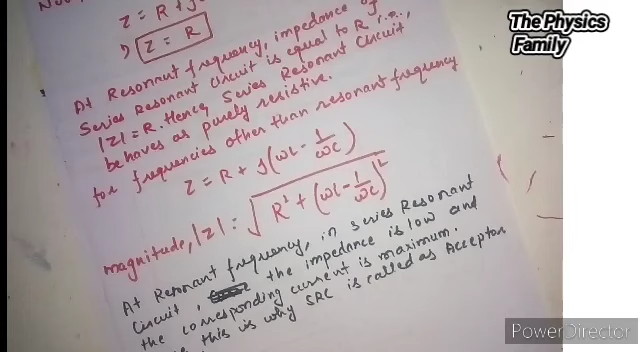 Z = R + j0
⇒ Z = R
At Resonant frequency, impedance of
Series Resonant Circuit is equal to R i.e.,
|Z| = R. Hence Series Resonant Circuit,
behaves as purely resistive.
for frequencies other than resonant frequency
Z = R + J(ωL - 1/ωC)
magnitude, |Z| = √R² + (ωL - 1/ωC)²
At Resonant frequency, in series Resonant
Circuit, the impedance is low and
the corresponding current is maximum.
this is why SRC is called as Acceptor
The Physics
Family
PowerDirector